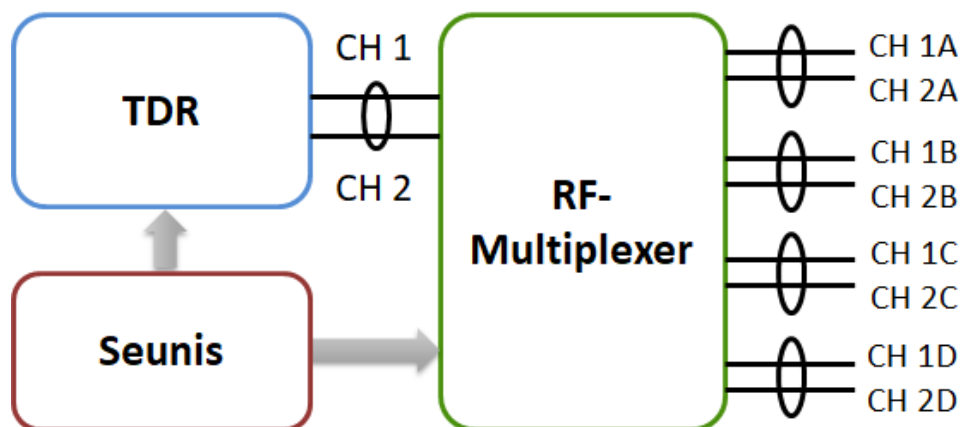 TDR
CH 1
CH 2
Seunis
RF-
Multiplexer
CH 1A
CH 2A
CH 1B
CH 2B
CH 1C
CH 2C
CH 1D
CH 2D